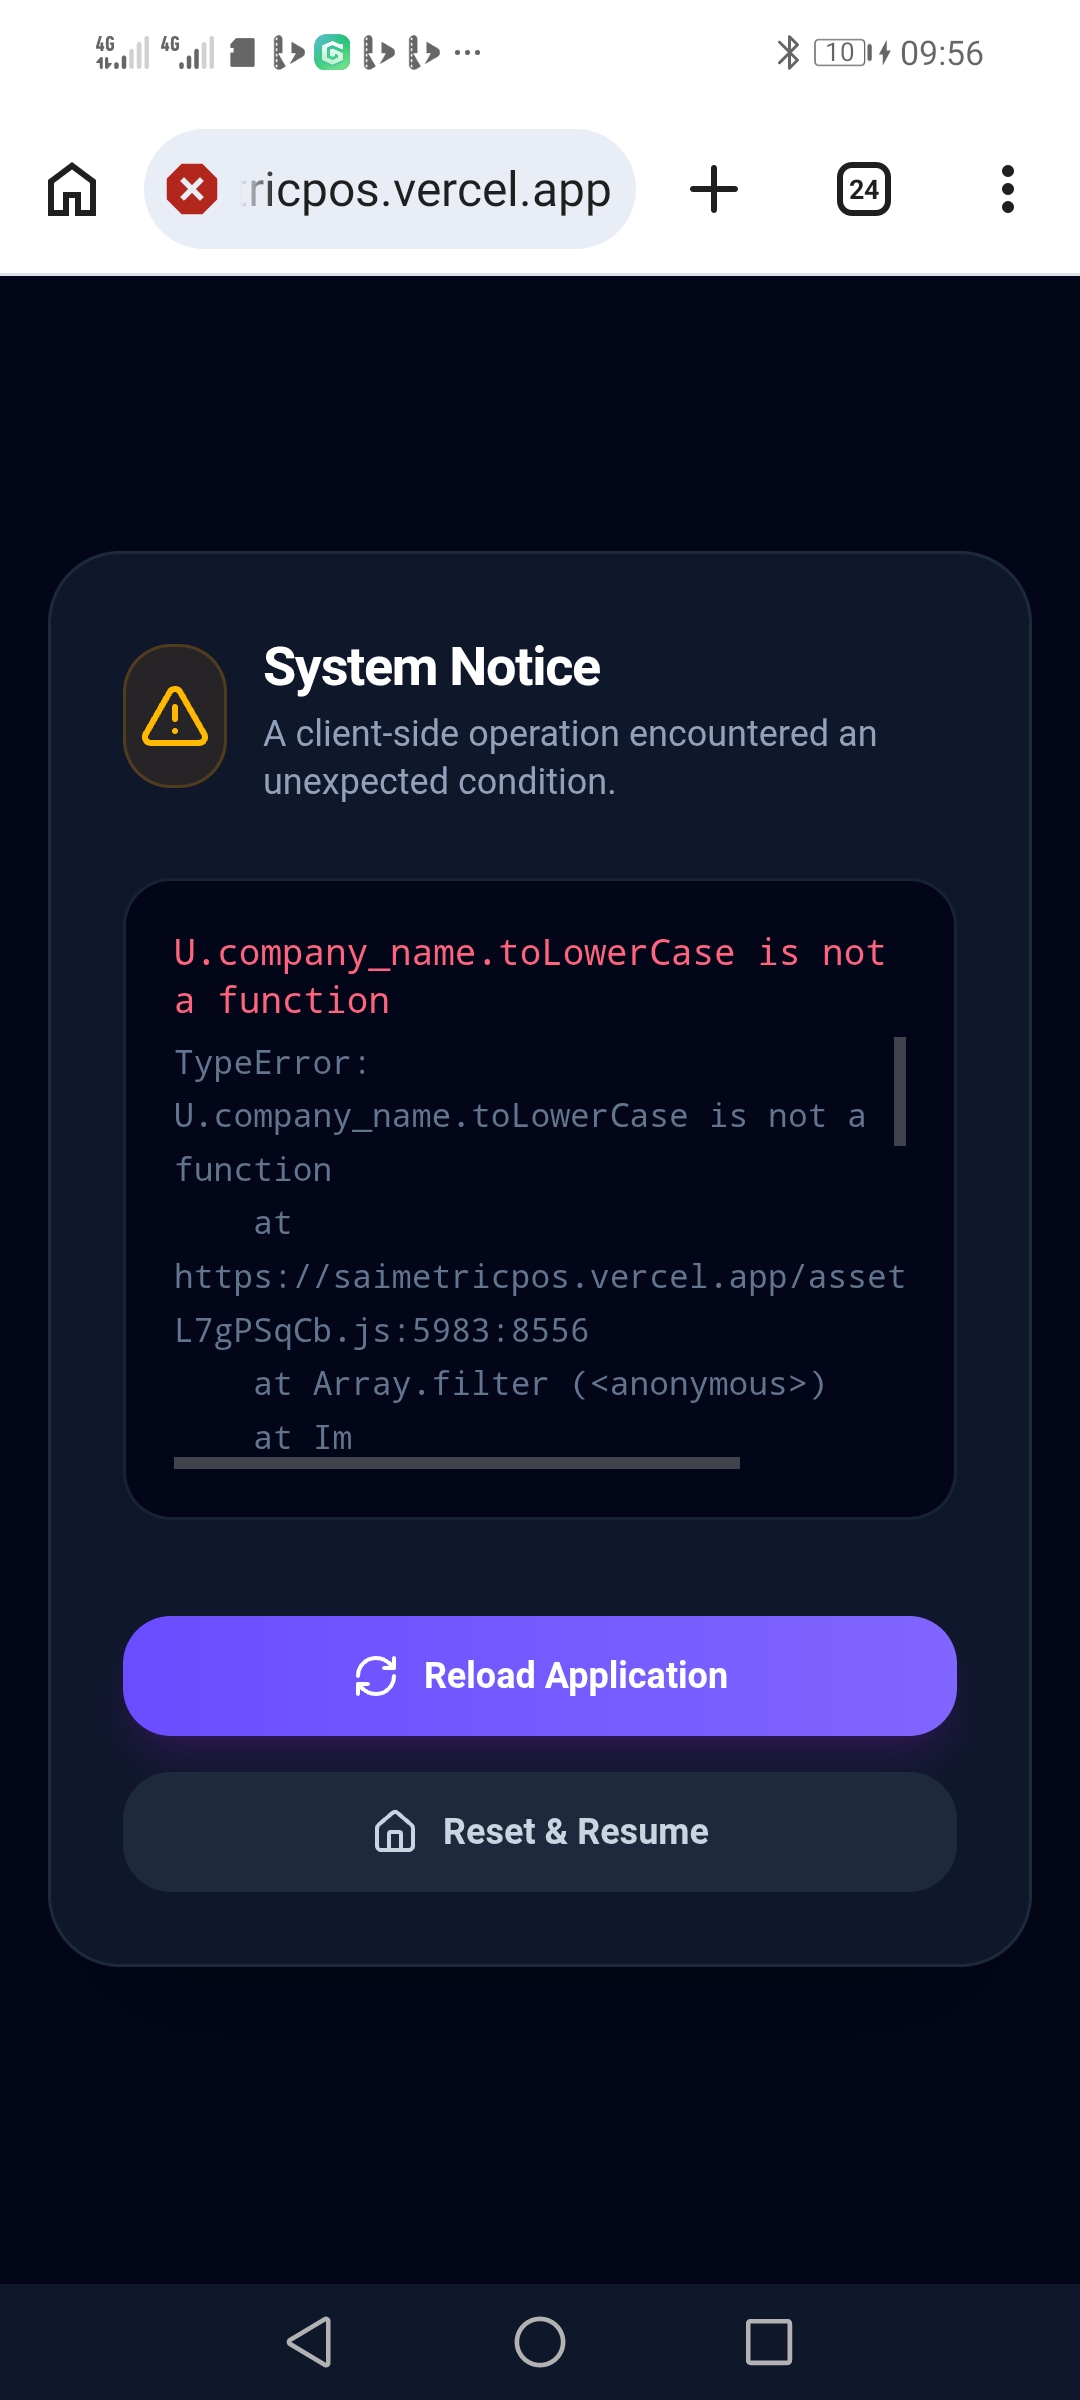 4G 4G 10 09:56
ricpos.vercel.app 24
System Notice
A client-side operation encountered an
unexpected condition.
U.company_name.toLowerCase is not
a function
TypeError:
U.company_name.toLowerCase is not a
function
at
https://saimetricpos.vercel.app/asset
L7gPSqCb.js:5983:8556
at Array.filter (<anonymous>)
at Im
Reload Application
Reset & Resume